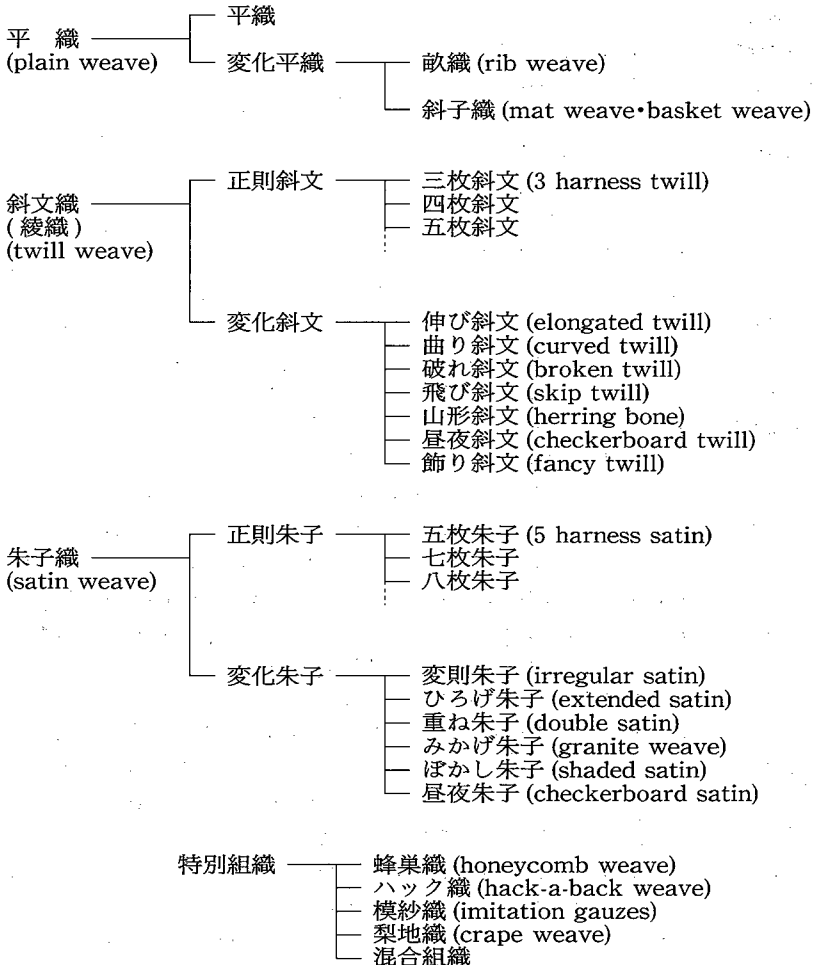 平織
平　織
(plain weave)
変化平織
畝織 (rib weave)
斜子織 (mat weave・basket weave)
正則斜文
三枚斜文 (3 harness twill)
斜文織
四枚斜文
(綾織)
五枚斜文
(twill weave)
変化斜文
伸び斜文 (elongated twill)
曲り斜文 (curved twill)
破れ斜文 (broken twill)
飛び斜文 (skip twill)
山形斜文 (herring bone)
昼夜斜文 (checkerboard twill)
飾り斜文 (fancy twill)
正則朱子
五枚朱子 (5 harness satin)
朱子織
七枚朱子
(satin weave)
八枚朱子
変化朱子
変則朱子 (irregular satin)
ひろげ朱子 (extended satin)
重ね朱子 (double satin)
みかげ朱子 (granite weave)
ぼかし朱子 (shaded satin)
昼夜朱子 (checkerboard satin)
特別組織
蜂巣織 (honeycomb weave)
ハック織 (hack-a-back weave)
模紗織 (imitation gauzes)
梨地織 (crape weave)
混合組織